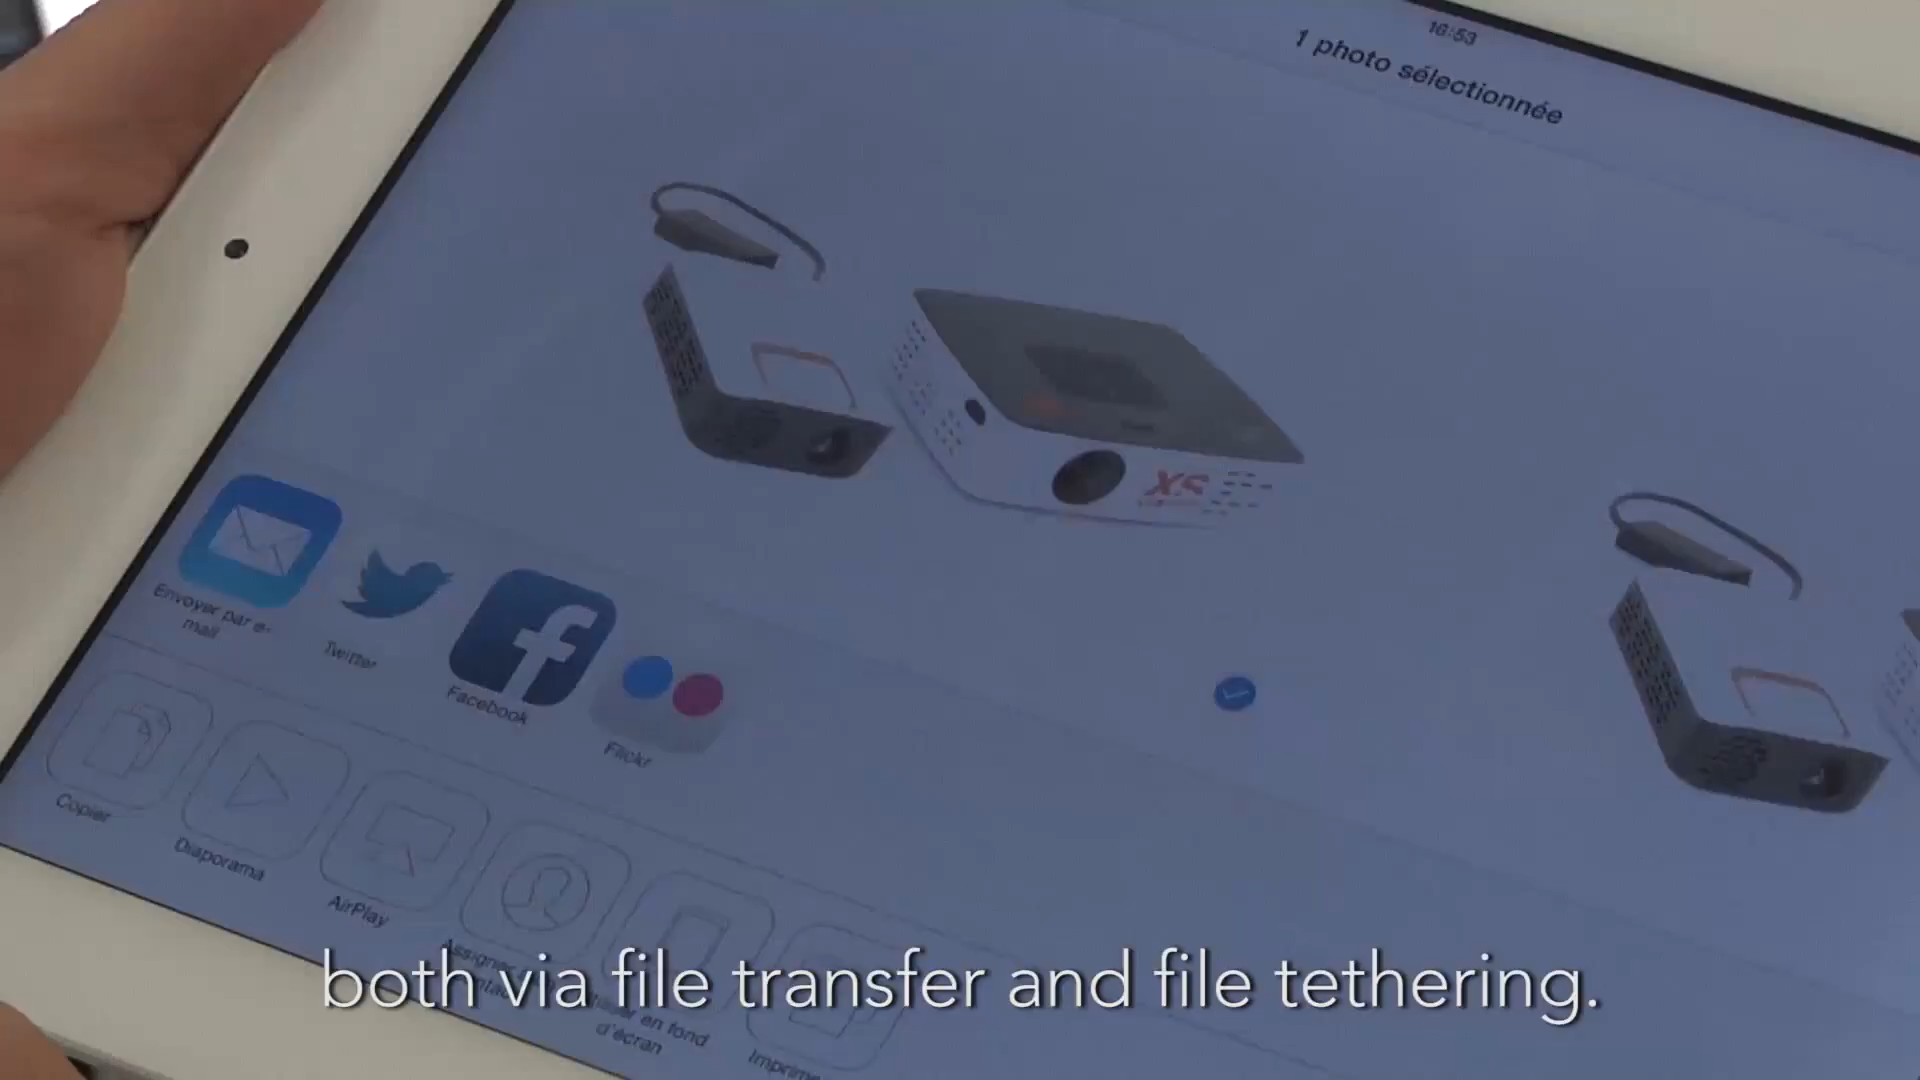 16:53
1 photo sélectionnée
XS
Envoyer par e-
mail
Twitter
Facebook
Flickr
Copier
Diaporama
AirPlay
en fond
d'écran
both via file transfer and file tethering.